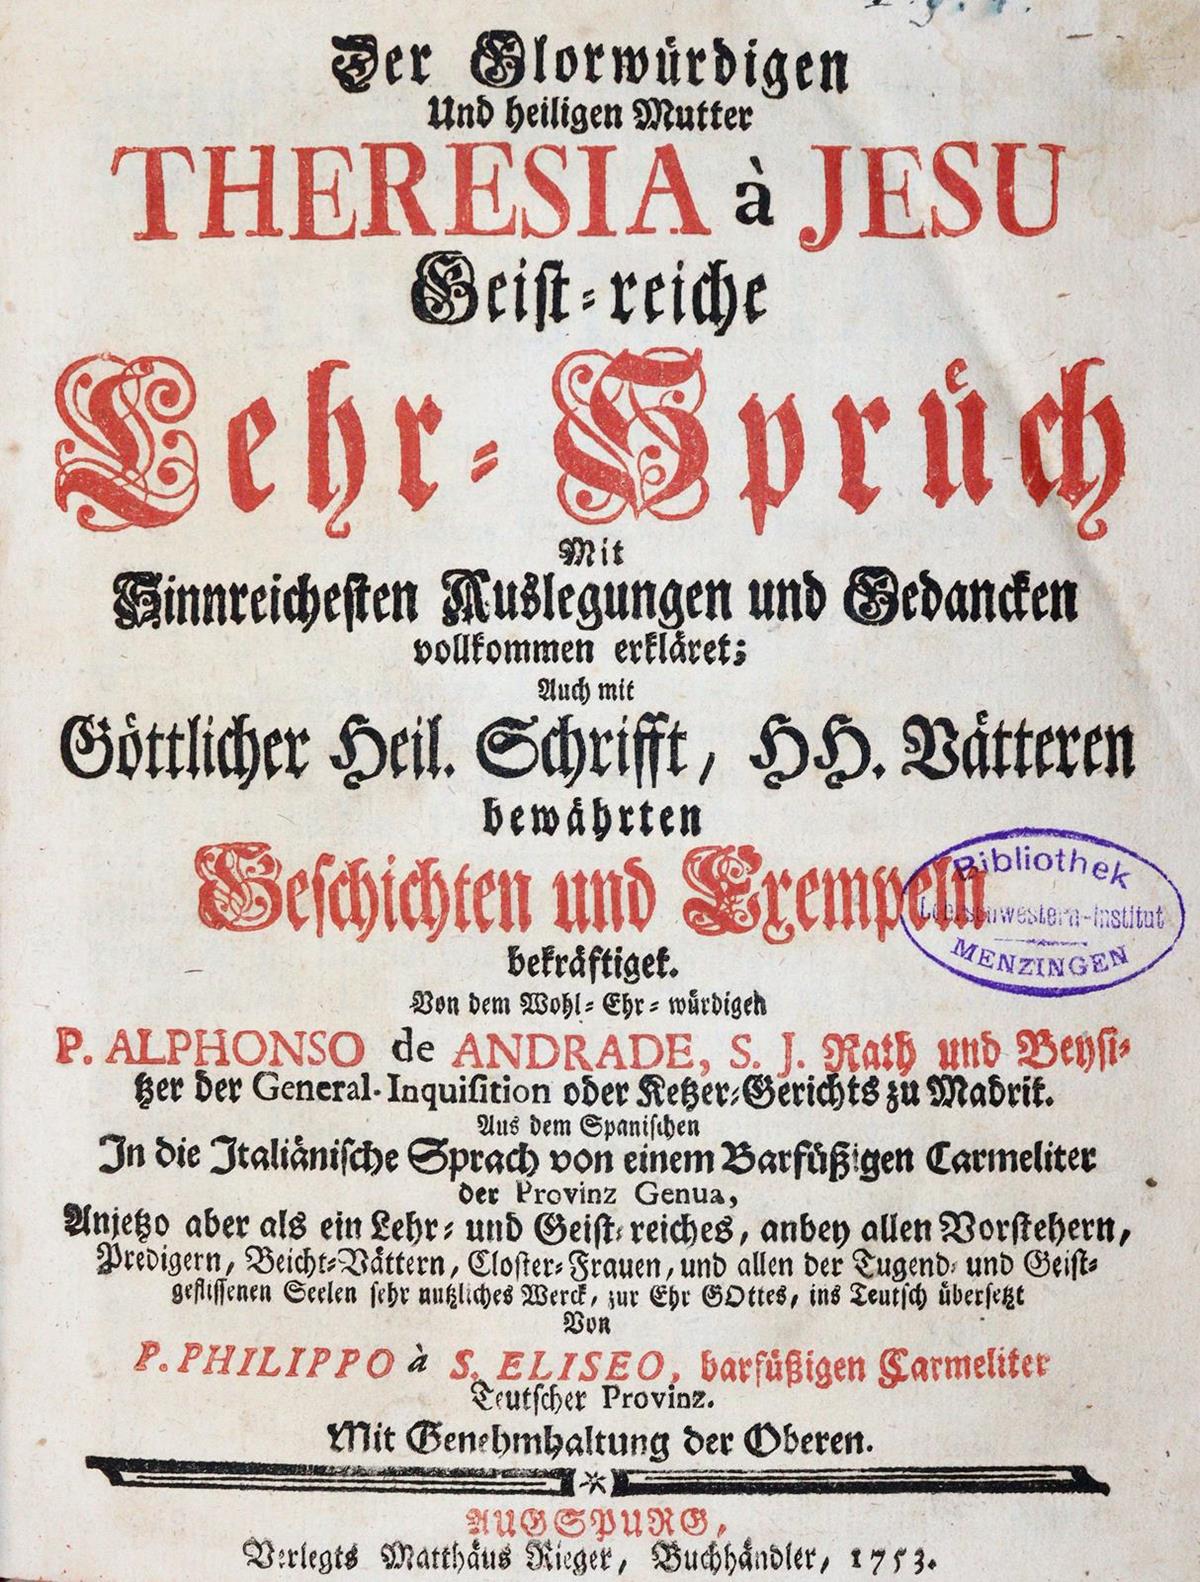 Der Glorwürdigen
Und heiligen Mutter
THERESIA à JESU
Geist-reiche
Lehr-Sprüch
Mit
Sinnreichesten Auslegungen und Gedancken
vollkommen erkläret;
Auch mit
Göttlicher Heil. Schrifft, HH. Vätteren
bewährten
Geschichten und Exempeln
bekräftiget.
Von dem Wohl-Ehr-würdigen
P. ALPHONSO de ANDRADE, S. J. Rath und Beysi-
tzer der General-Inquisition oder Ketzer-Gerichts zu Madrit.
Aus dem Spanischen
In die Italiänische Sprach von einem Barfüßigen Carmeliter
der Provinz Genua,
Anjetzo aber als ein Lehr- und Geist-reiches, anbey allen Vorstehern,
Predigern, Beicht-Vättern, Closter-Frauen, und allen der Tugend- und Geist-
geflissenen Seelen sehr nutzliches Werck, zur Ehr GOttes, ins Teutsch übersetzt
Von
P. PHILIPPO à S. ELISEO, barfüßigen Carmeliter
Teutscher Provinz.
Mit Genehmhaltung der Oberen.
AUGSPURG,
Verlegts Matthäus Rieger, Buchhändler, 1753.
Bibliothek
Lehrschwestern-Institut
MENZINGEN